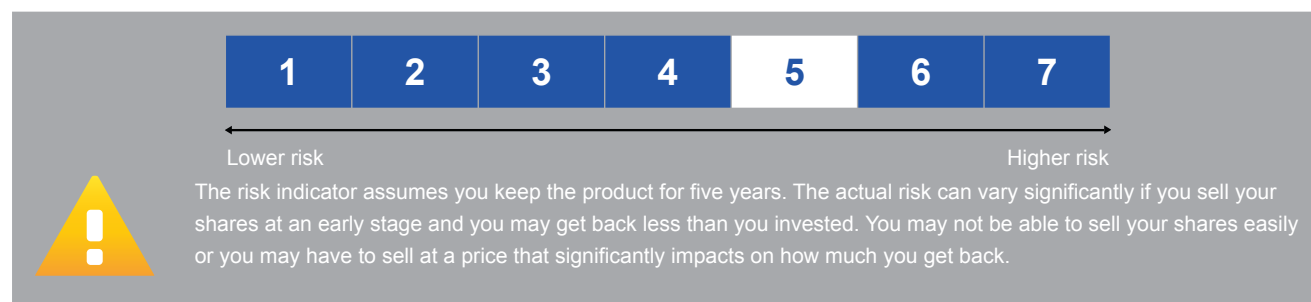 1 2 3 4 5 6 7
Lower risk Higher risk
The risk indicator assumes you keep the product for five years. The actual risk can vary significantly if you sell your
shares at an early stage and you may get back less than you invested. You may not be able to sell your shares easily
or you may have to sell at a price that significantly impacts on how much you get back.